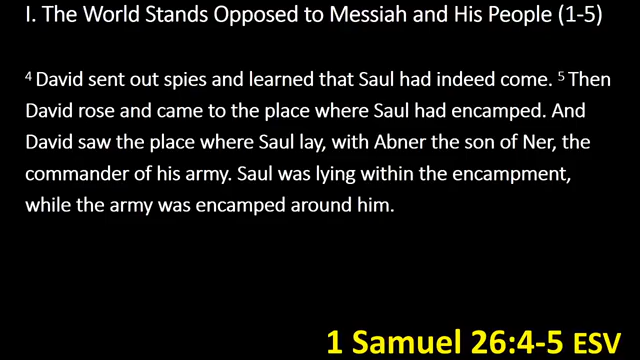 I. The World Stands Opposed to Messiah and His People (1-5)
4 David sent out spies and learned that Saul had indeed come. 5 Then
David rose and came to the place where Saul had encamped. And
David saw the place where Saul lay, with Abner the son of Ner, the
commander of his army. Saul was lying within the encampment,
while the army was encamped around him.
1 Samuel 26:4-5 ESV